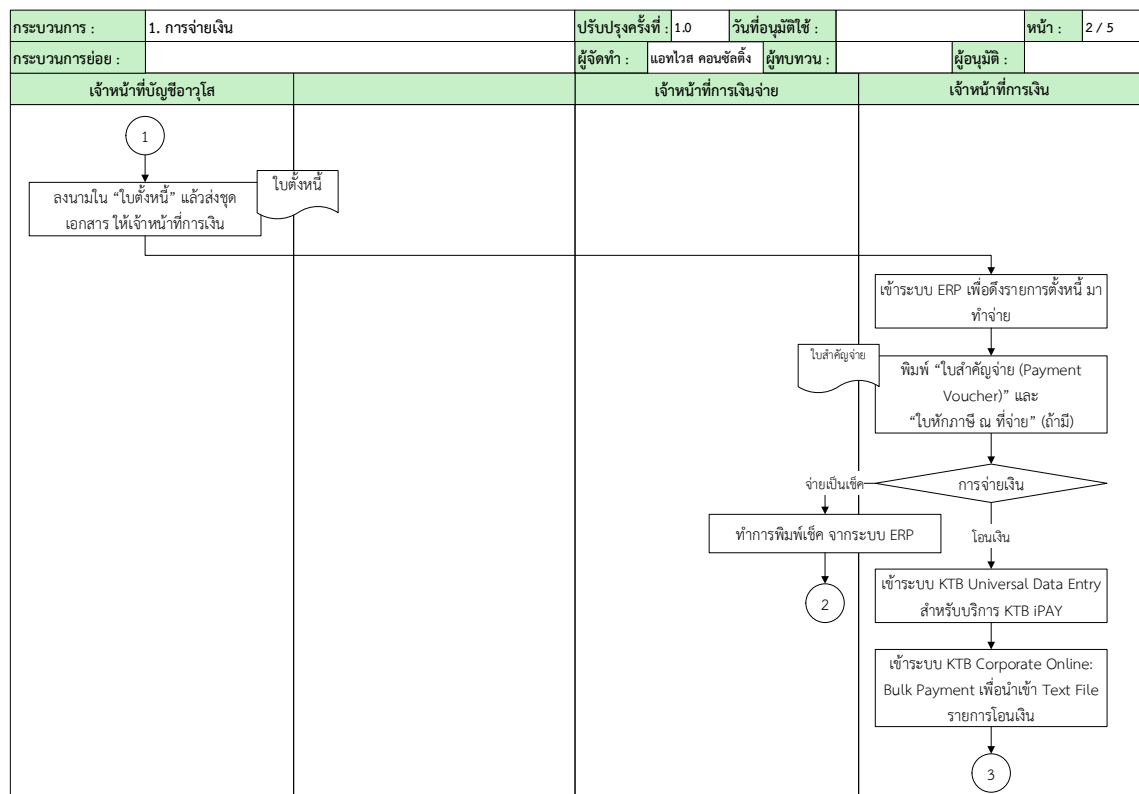 กระบวนการ : 1. การจ่ายเงิน ปรับปรุงครั้งที่ : 1.0 วันที่อนุมัติใช้ : หน้า : 2 / 5
กระบวนการย่อย : ผู้จัดทำ : แอทไวส คอนซัลติ้ง ผู้ทบทวน : ผู้อนุมัติ :
เจ้าหน้าที่บัญชีอาวุโส เจ้าหน้าที่การเงินจ่าย เจ้าหน้าที่การเงิน
1
ลงนามใน “ใบตั้งหนี้” แล้วส่งชุด
เอกสาร ให้เจ้าหน้าที่การเงิน
ใบตั้งหนี้
เข้าระบบ ERP เพื่อดึงรายการตั้งหนี้ มา
ทำจ่าย
ใบสำคัญจ่าย
พิมพ์ “ใบสำคัญจ่าย (Payment
Voucher)” และ
“ใบหักภาษี ณ ที่จ่าย” (ถ้ามี)
การจ่ายเงิน
จ่ายเป็นเช็ค
ทำการพิมพ์เช็ค จากระบบ ERP
2
โอนเงิน
เข้าระบบ KTB Universal Data Entry
สำหรับบริการ KTB iPAY
เข้าระบบ KTB Corporate Online:
Bulk Payment เพื่อนำเข้า Text File
รายการโอนเงิน
3